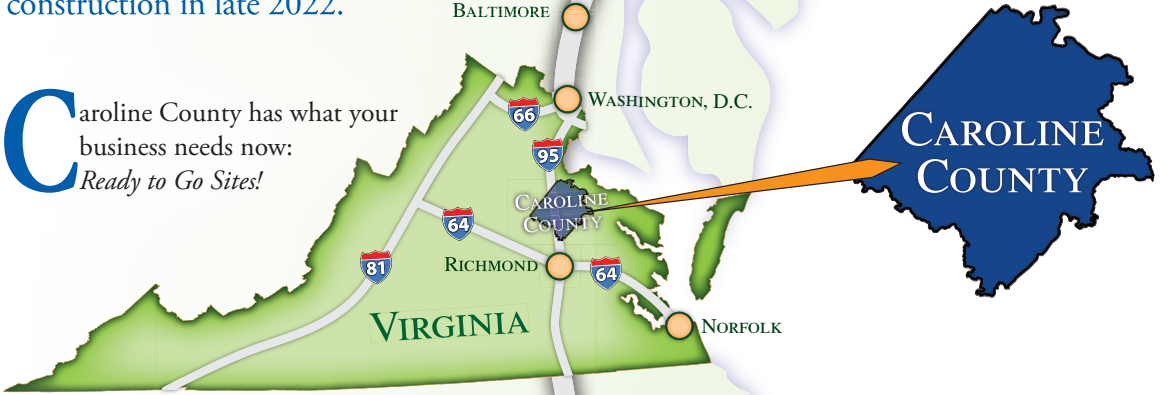 construction in late 2022.
Caroline County has what your
business needs now:
Ready to Go Sites!
BALTIMORE
WASHINGTON, D.C.
66
95
CAROLINE
COUNTY
64
81
RICHMOND
64
VIRGINIA
NORFOLK
CAROLINE
COUNTY